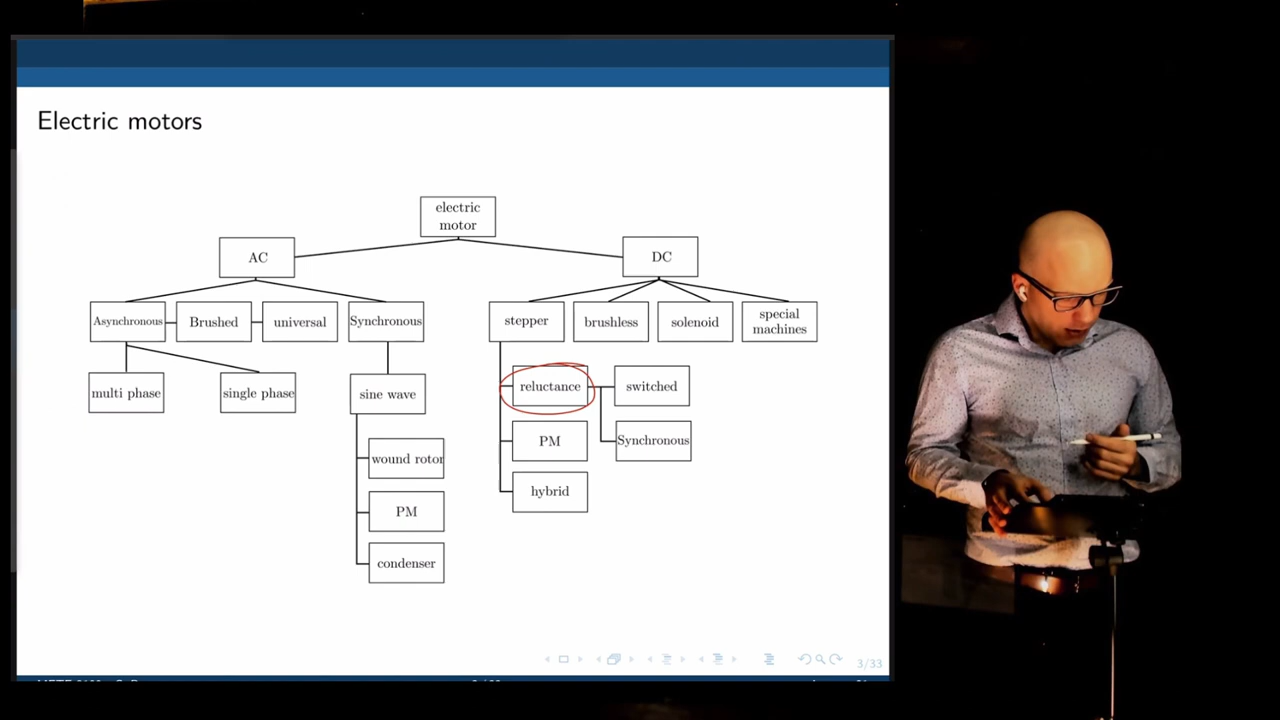 Electric motors
electric
motor
AC
DC
Asynchronous
Brushed
universal
Synchronous
stepper
brushless
solenoid
special
machines
multi phase
single phase
sine wave
reluctance
switched
wound rotor
PM
Synchronous
PM
hybrid
condenser
3/33